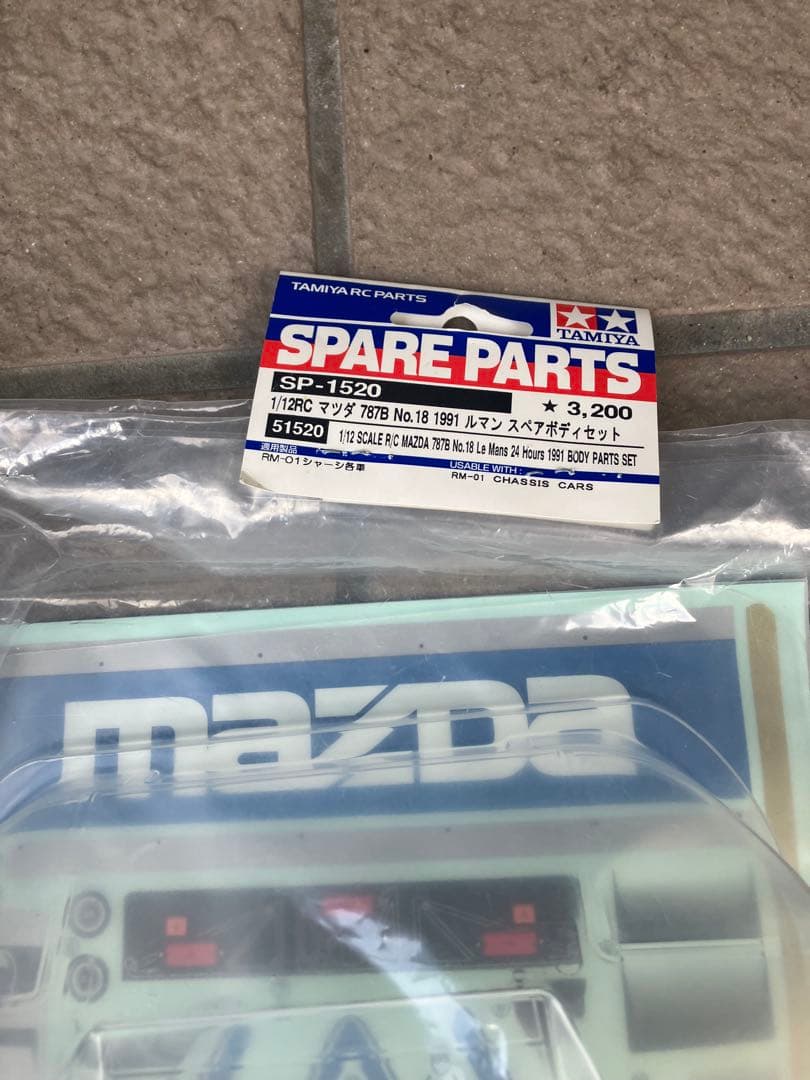 TAMIYA RC PARTS
TAMIYA
SPARE PARTS
SP-1520
★ 3,200
1/12RC マツダ 787B No.18 1991 ルマン スペアボディセット
51520
1/12 SCALE R/C MAZDA 787B No.18 Le Mans 24 Hours 1991 BODY PARTS SET
適用製品
RM-01シャーシ各車
USABLE WITH :
RM-01 CHASSIS CARS
mazda